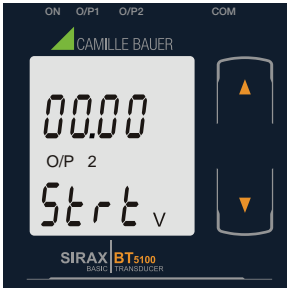 ON O/P1 O/P2 COM
CAMILLE BAUER
00.00
O/P 2
Strt V
SIRAX BT5100
BASIC TRANSDUCER